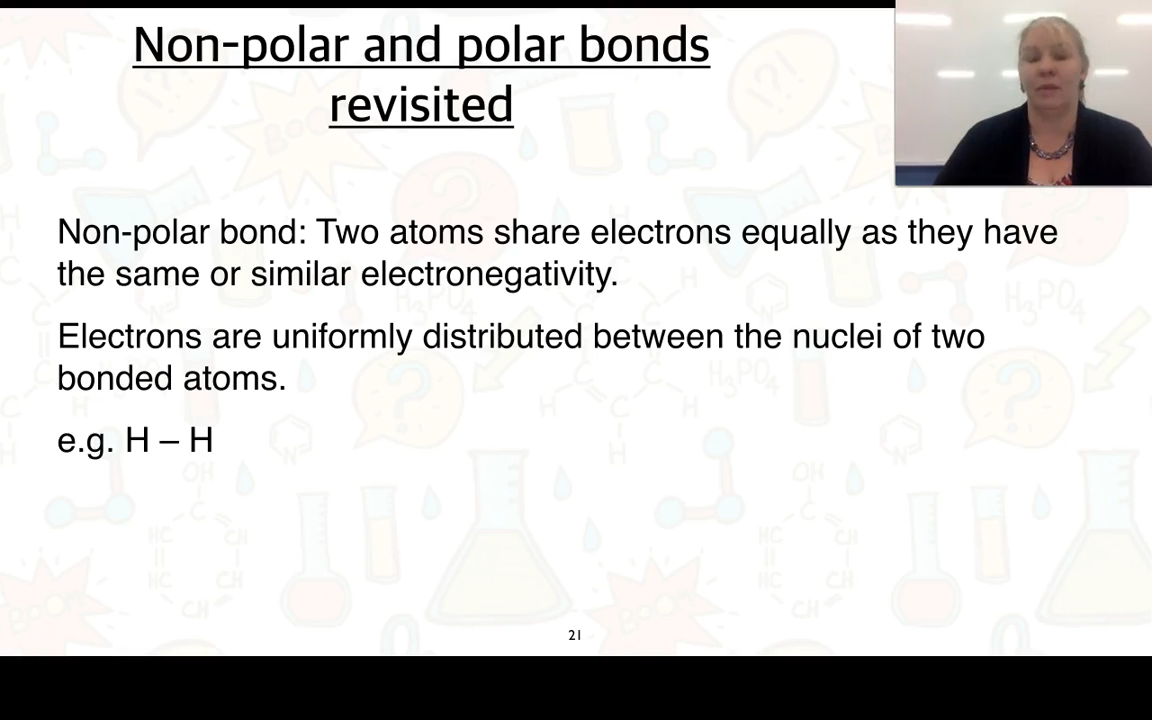 Non-polar and polar bonds
revisited
Non-polar bond: Two atoms share electrons equally as they have
the same or similar electronegativity.
Electrons are uniformly distributed between the nuclei of two
bonded atoms.
e.g. H – H
21